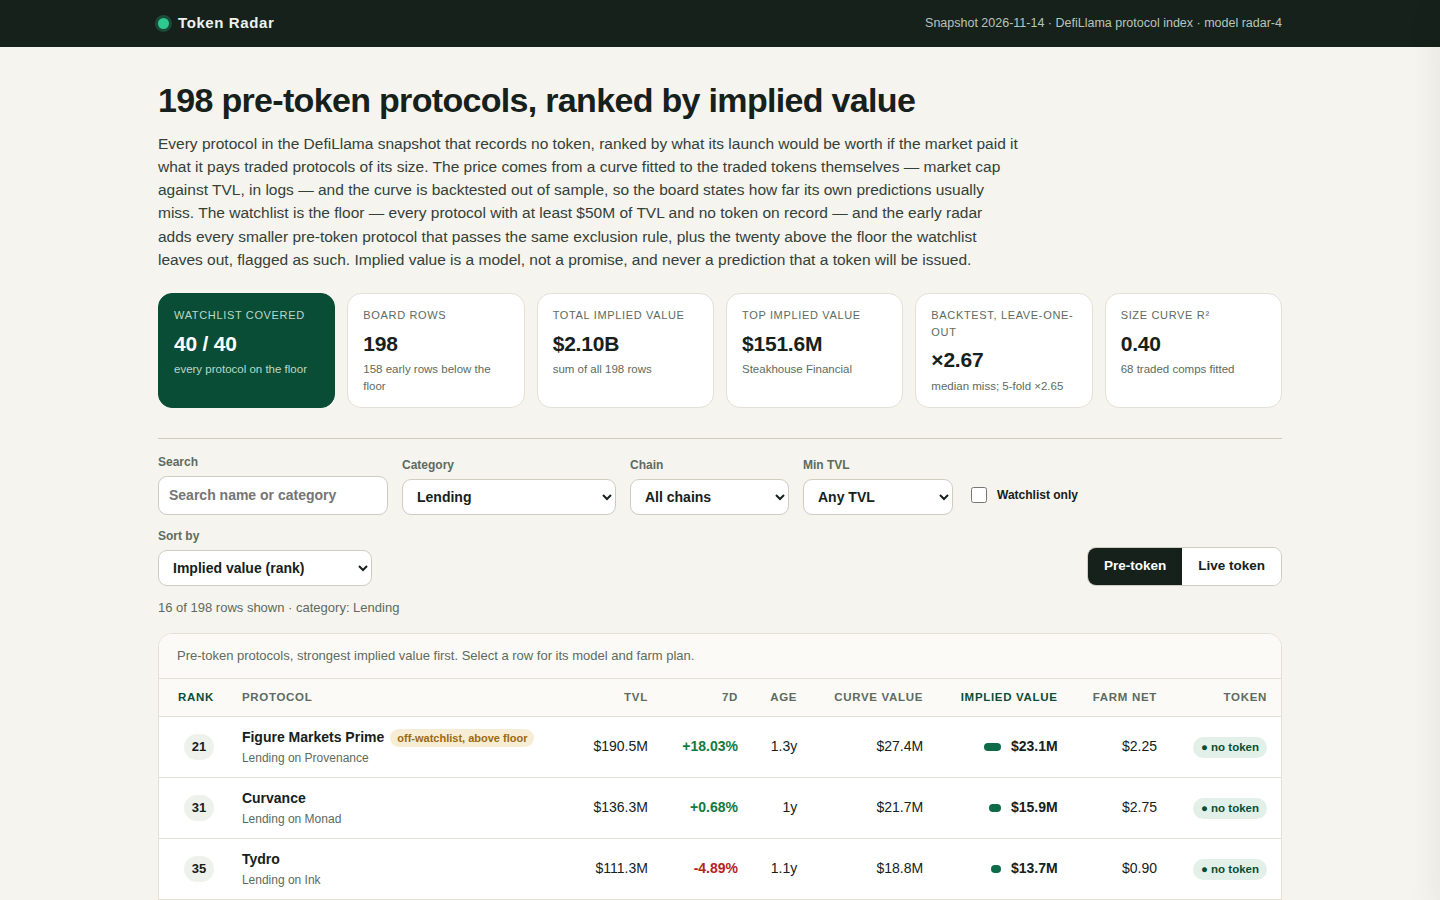 Token Radar
Snapshot 2026-11-14 · DefiLlama protocol index · model radar-4
198 pre-token protocols, ranked by implied value
Every protocol in the DefiLlama snapshot that records no token, ranked by what its launch would be worth if the market paid it
what it pays traded protocols of its size. The price comes from a curve fitted to the traded tokens themselves — market cap
against TVL, in logs — and the curve is backtested out of sample, so the board states how far its own predictions usually
miss. The watchlist is the floor — every protocol with at least $50M of TVL and no token on record — and the early radar
adds every smaller pre-token protocol that passes the same exclusion rule, plus the twenty above the floor the watchlist
leaves out, flagged as such. Implied value is a model, not a promise, and never a prediction that a token will be issued.
WATCHLIST COVERED
40 / 40
every protocol on the floor
BOARD ROWS
198
158 early rows below the
floor
TOTAL IMPLIED VALUE
$2.10B
sum of all 198 rows
TOP IMPLIED VALUE
$151.6M
Steakhouse Financial
BACKTEST, LEAVE-ONE-
OUT
×2.67
median miss; 5-fold ×2.65
SIZE CURVE R²
0.40
68 traded comps fitted
Search
Search name or category
Category
Lending
Chain
All chains
Min TVL
Any TVL
Watchlist only
Sort by
Implied value (rank)
Pre-token
Live token
16 of 198 rows shown · category: Lending
Pre-token protocols, strongest implied value first. Select a row for its model and farm plan.
RANK PROTOCOL TVL 7D AGE CURVE VALUE IMPLIED VALUE FARM NET TOKEN
21 Figure Markets Prime off-watchlist, above floor $190.5M +18.03% 1.3y $27.4M $23.1M $2.25 ● no token
Lending on Provenance
31 Curvance $136.3M +0.68% 1y $21.7M $15.9M $2.75 ● no token
Lending on Monad
35 Tydro $111.3M -4.89% 1.1y $18.8M $13.7M $0.90 ● no token
Lending on Ink